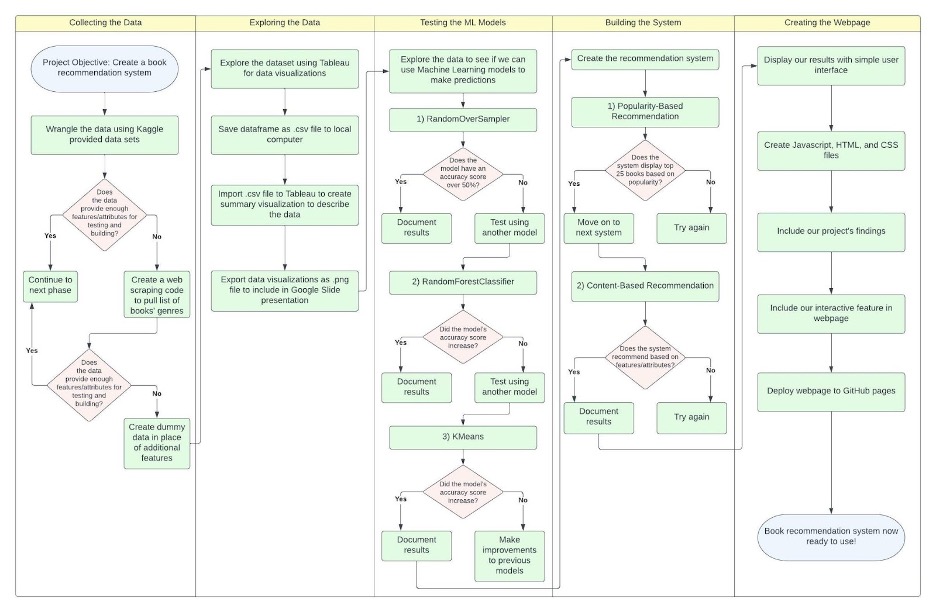 Collecting the Data
Exploring the Data
Testing the ML Models
Building the System
Creating the Webpage
Project Objective: Create a book
recommendation system
Wrangle the data using Kaggle
provided data sets
Does
the data
provide enough
features/attributes for
testing and
building?
Yes
No
Continue to
next phase
Create a web
scraping code
to pull list of
books' genres
Yes
Does
the data
provide enough
features/attributes for
testing and
building?
No
Create dummy
data in place
of additional
features
Explore the dataset using Tableau
for data visualizations
Save dataframe as .csv file to local
computer
Import .csv file to Tableau to create
summary visualization to describe
the data
Export data visualizations as .png
file to include in Google Slide
presentation
Explore the data to see if we can
use Machine Learning models to
make predictions
1) RandomOverSampler
Does the
model have an
accuracy score
over 50%?
Yes
No
Document
results
Test using
another model
2) RandomForestClassifier
Did the model's
accuracy score
increase?
Yes
No
Document
results
Test using
another model
3) KMeans
Did the model's
accuracy score
increase?
Yes
No
Document
results
Make
improvements
to previous
models
Create the recommendation system
1) Popularity-Based
Recommendation
Does the
system display top
25 books based on
popularity?
Yes
No
Move on to
next system
Try again
2) Content-Based Recommendation
Does the system
recommend based on
features/attributes?
Yes
No
Document
results
Try again
Display our results with simple user
interface
Create Javascript, HTML, and CSS
files
Include our project's findings
Include our interactive feature in
webpage
Deploy webpage to GitHub pages
Book recommendation system now
ready to use!